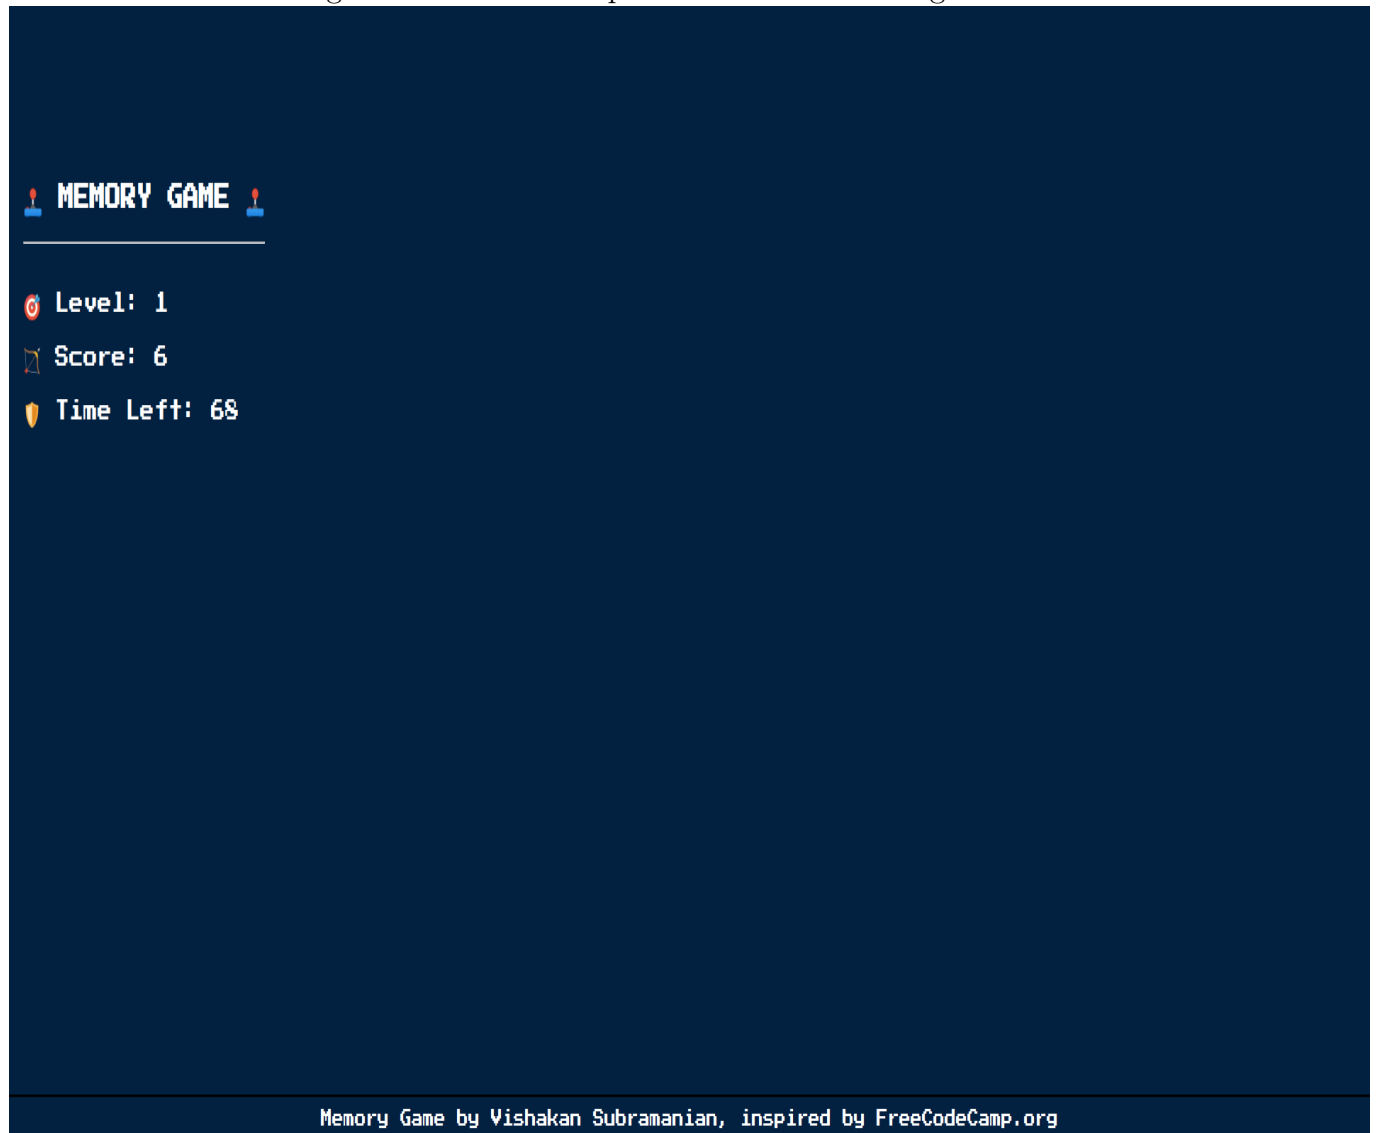 MEMORY GAME
Level: 1
Score: 6
Time Left: 68
Memory Game by Vishakan Subramanian, inspired by FreeCodeCamp.org